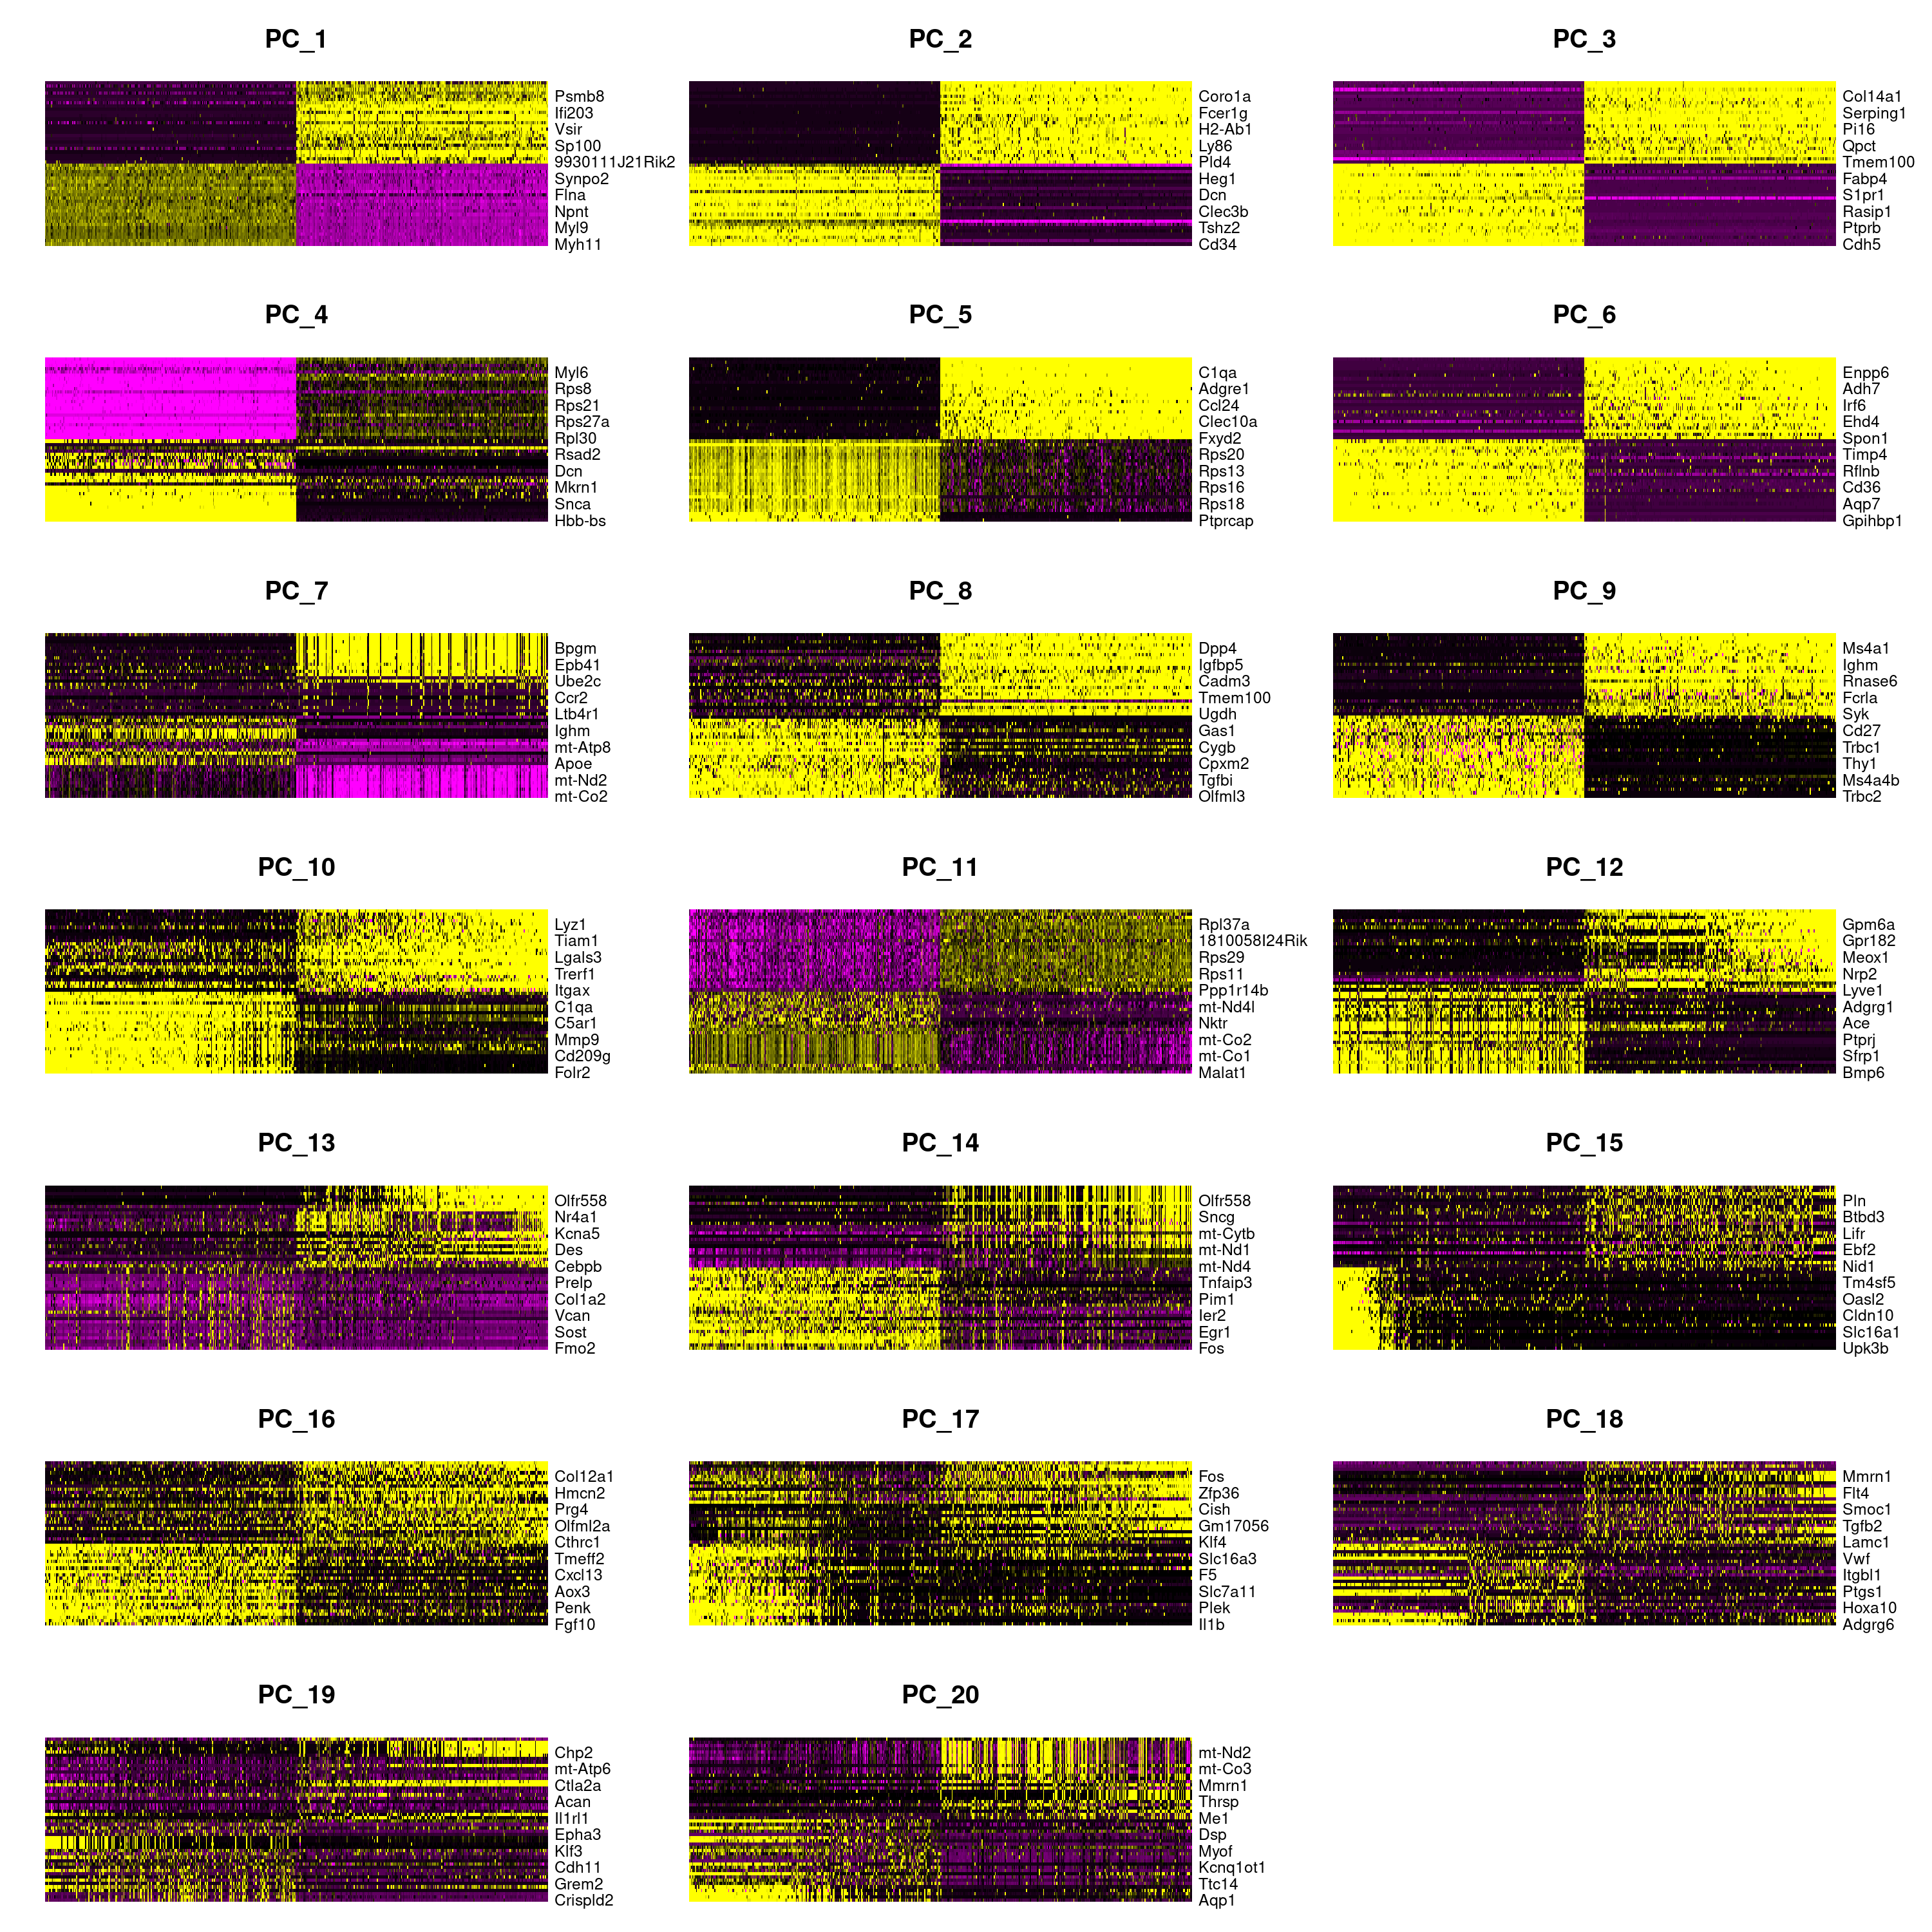 PC_1
Psmb8
Ifi203
Vsir
Sp100
9930111J21Rik2
Synpo2
Flna
Npnt
Myl9
Myh11
PC_2
Coro1a
Fcer1g
H2-Ab1
Ly86
Pld4
Heg1
Dcn
Clec3b
Tshz2
Cd34
PC_3
Col14a1
Serping1
Pi16
Qpct
Tmem100
Fabp4
S1pr1
Rasip1
Ptprb
Cdh5
PC_4
Myl6
Rps8
Rps21
Rps27a
Rpl30
Rsad2
Dcn
Mkrn1
Snca
Hbb-bs
PC_5
C1qa
Adgre1
Ccl24
Clec10a
Fxyd2
Rps20
Rps13
Rps16
Rps18
Ptprcap
PC_6
Enpp6
Adh7
Irf6
Ehd4
Spon1
Timp4
Rflnb
Cd36
Aqp7
Gpihbp1
PC_7
Bpgm
Epb41
Ube2c
Ccr2
Ltb4r1
Ighm
mt-Atp8
Apoe
mt-Nd2
mt-Co2
PC_8
Dpp4
Igfbp5
Cadm3
Tmem100
Ugdh
Gas1
Cygb
Cpxm2
Tgfbi
Olfml3
PC_9
Ms4a1
Ighm
Rnase6
Fcrla
Syk
Cd27
Trbc1
Thy1
Ms4a4b
Trbc2
PC_10
Lyz1
Tiam1
Lgals3
Trerf1
Itgax
C1qa
C5ar1
Mmp9
Cd209g
Folr2
PC_11
Rpl37a
1810058I24Rik
Rps29
Rps11
Ppp1r14b
mt-Nd4l
Nktr
mt-Co2
mt-Co1
Malat1
PC_12
Gpm6a
Gpr182
Meox1
Nrp2
Lyve1
Adgrg1
Ace
Ptprj
Sfrp1
Bmp6
PC_13
Olfr558
Nr4a1
Kcna5
Des
Cebpb
Prelp
Col1a2
Vcan
Sost
Fmo2
PC_14
Olfr558
Sncg
mt-Cytb
mt-Nd1
mt-Nd4
Tnfaip3
Pim1
Ier2
Egr1
Fos
PC_15
Pln
Btbd3
Lifr
Ebf2
Nid1
Tm4sf5
Oasl2
Cldn10
Slc16a1
Upk3b
PC_16
Col12a1
Hmcn2
Prg4
Olfml2a
Cthrc1
Tmeff2
Cxcl13
Aox3
Penk
Fgf10
PC_17
Fos
Zfp36
Cish
Gm17056
Klf4
Slc16a3
F5
Slc7a11
Plek
Il1b
PC_18
Mmrn1
Flt4
Smoc1
Tgfb2
Lamc1
Vwf
Itgbl1
Ptgs1
Hoxa10
Adgrg6
PC_19
Chp2
mt-Atp6
Ctla2a
Acan
Il1rl1
Epha3
Klf3
Cdh11
Grem2
Crispld2
PC_20
mt-Nd2
mt-Co3
Mmrn1
Thrsp
Me1
Dsp
Myof
Kcnq1ot1
Ttc14
Aqp1